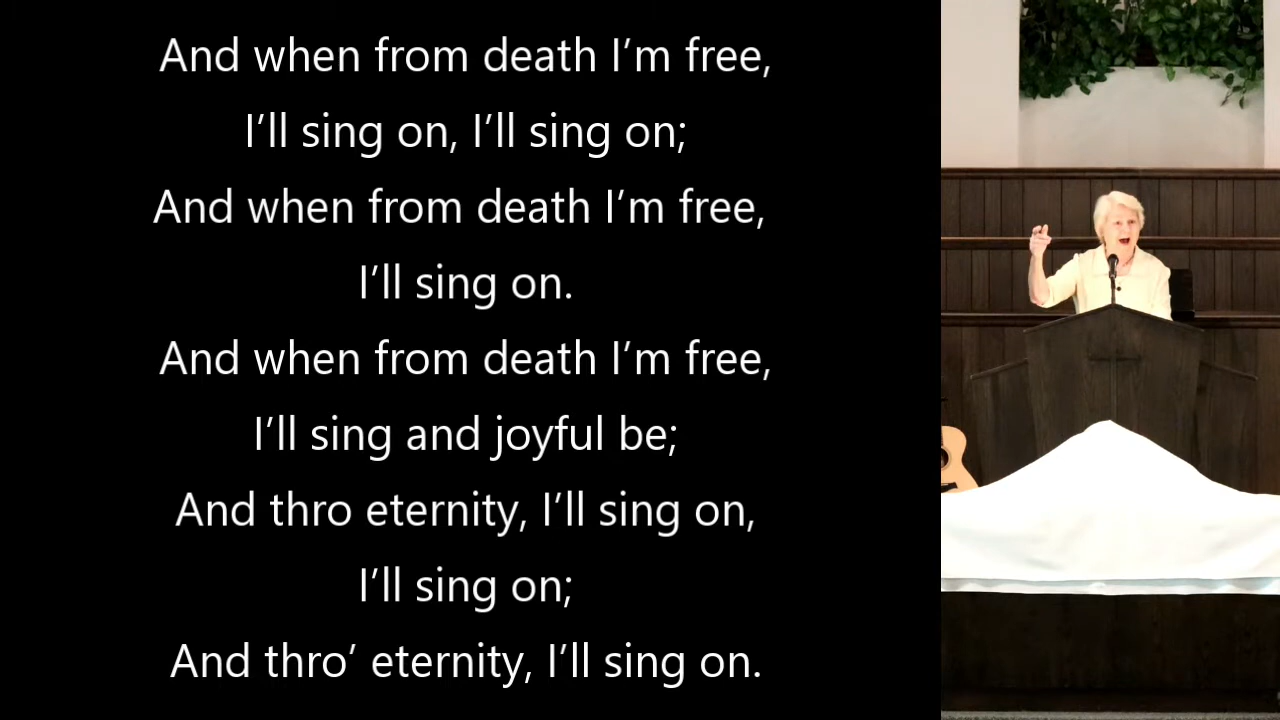 And when from death I’m free,
I’ll sing on, I’ll sing on;
And when from death I’m free,
I’ll sing on.
And when from death I’m free,
I’ll sing and joyful be;
And thro eternity, I’ll sing on,
I’ll sing on;
And thro’ eternity, I’ll sing on.